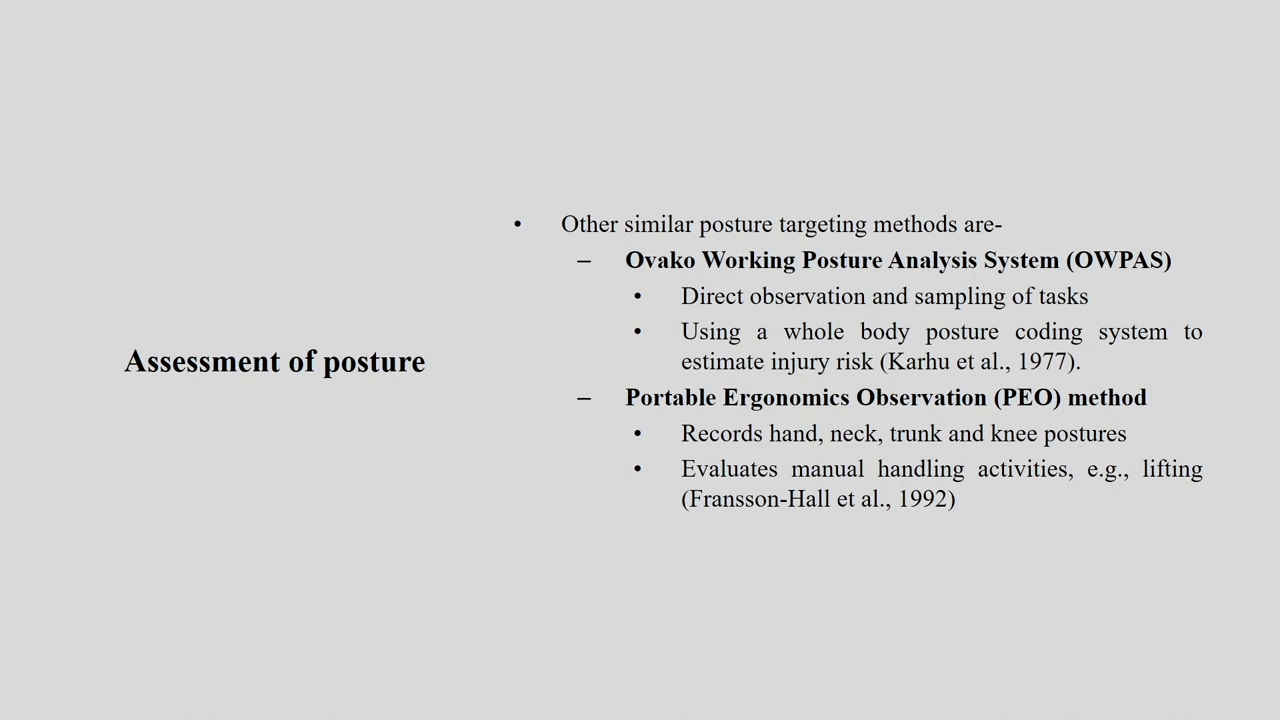 Assessment of posture
• Other similar posture targeting methods are-
– Ovako Working Posture Analysis System (OWPAS)
• Direct observation and sampling of tasks
• Using a whole body posture coding system to
estimate injury risk (Karhu et al., 1977).
– Portable Ergonomics Observation (PEO) method
• Records hand, neck, trunk and knee postures
• Evaluates manual handling activities, e.g., lifting
(Fransson-Hall et al., 1992)